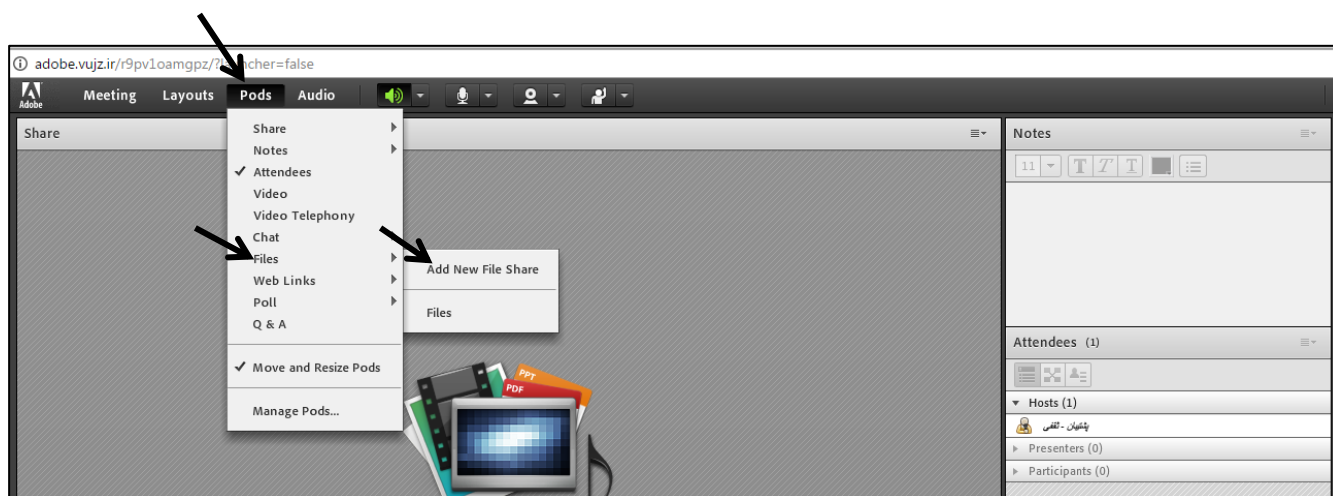 adobe.vujz.ir/r9pv1oamgpz/?launcher=false
Adobe
Meeting Layouts Pods Audio
Share
Share
Notes
Attendees
Video
Video Telephony
Chat
Files
Web Links
Poll
Q & A
Move and Resize Pods
Manage Pods...
Add New File Share
Files
PPT
PDF
Notes
11 T T T
Attendees (1)
Hosts (1)
پشتیبان - ثقفی
Presenters (0)
Participants (0)